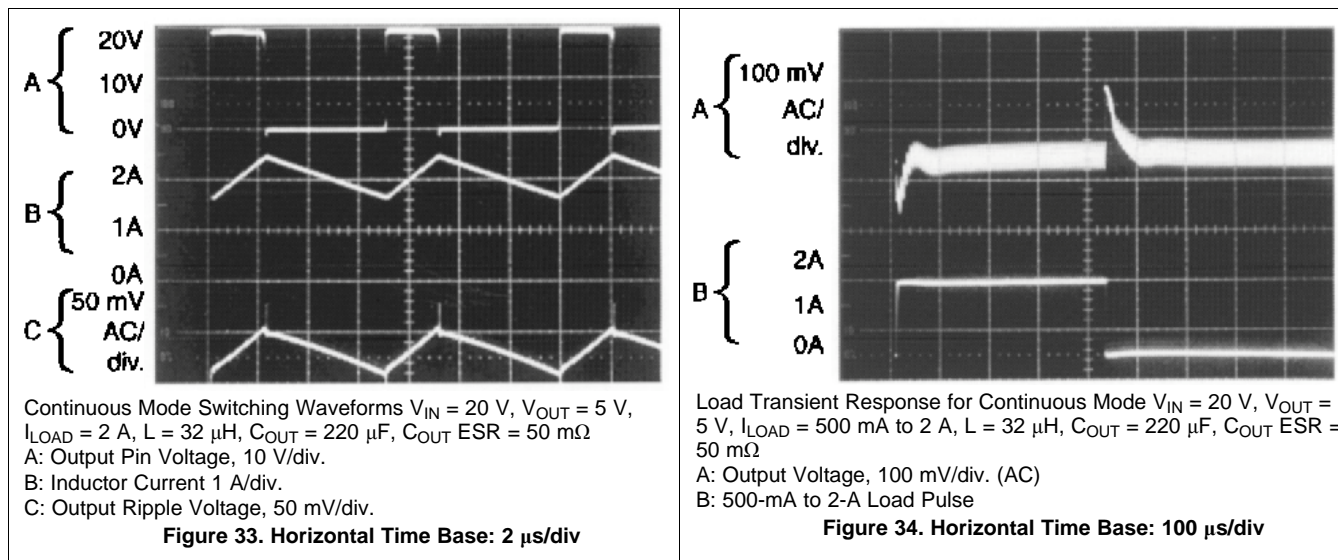 A { 20V
10V
0V
B { 2A
1A
0A
C { 50 mV
AC/
div.
Continuous Mode Switching Waveforms V_IN = 20 V, V_OUT = 5 V,
I_LOAD = 2 A, L = 32 μH, C_OUT = 220 μF, C_OUT ESR = 50 mΩ
A: Output Pin Voltage, 10 V/div.
B: Inductor Current 1 A/div.
C: Output Ripple Voltage, 50 mV/div.
Figure 33. Horizontal Time Base: 2 μs/div
A { 100 mV
AC/
div.
B { 2A
1A
0A
Load Transient Response for Continuous Mode V_IN = 20 V, V_OUT =
5 V, I_LOAD = 500 mA to 2 A, L = 32 μH, C_OUT = 220 μF, C_OUT ESR =
50 mΩ
A: Output Voltage, 100 mV/div. (AC)
B: 500-mA to 2-A Load Pulse
Figure 34. Horizontal Time Base: 100 μs/div